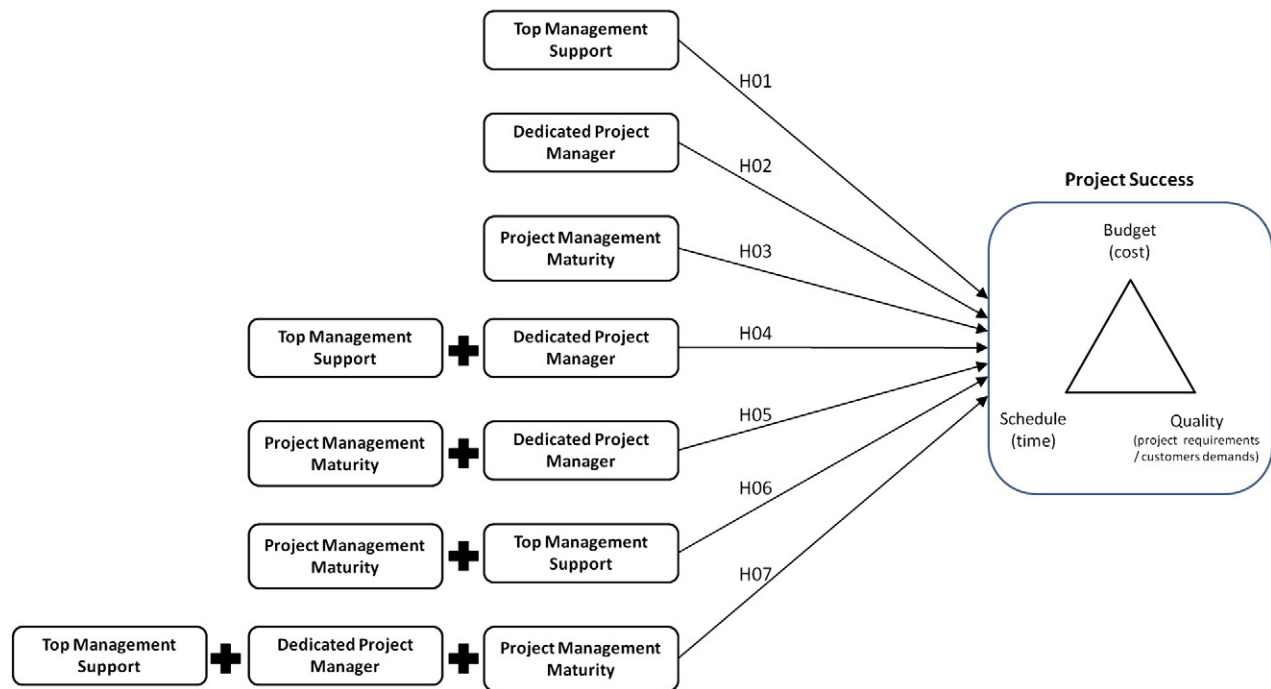 Top Management
Support
H01
Dedicated Project
Manager
H02
Project Success
Project Management
Maturity
H03
Budget
(cost)
Top Management
Support
Dedicated Project
Manager
H04
Project Management
Maturity
Dedicated Project
Manager
H05
Schedule
(time)
Quality
(project requirements
/ customers demands)
Project Management
Maturity
Top Management
Support
H06
Top Management
Support
Dedicated Project
Manager
Project Management
Maturity
H07